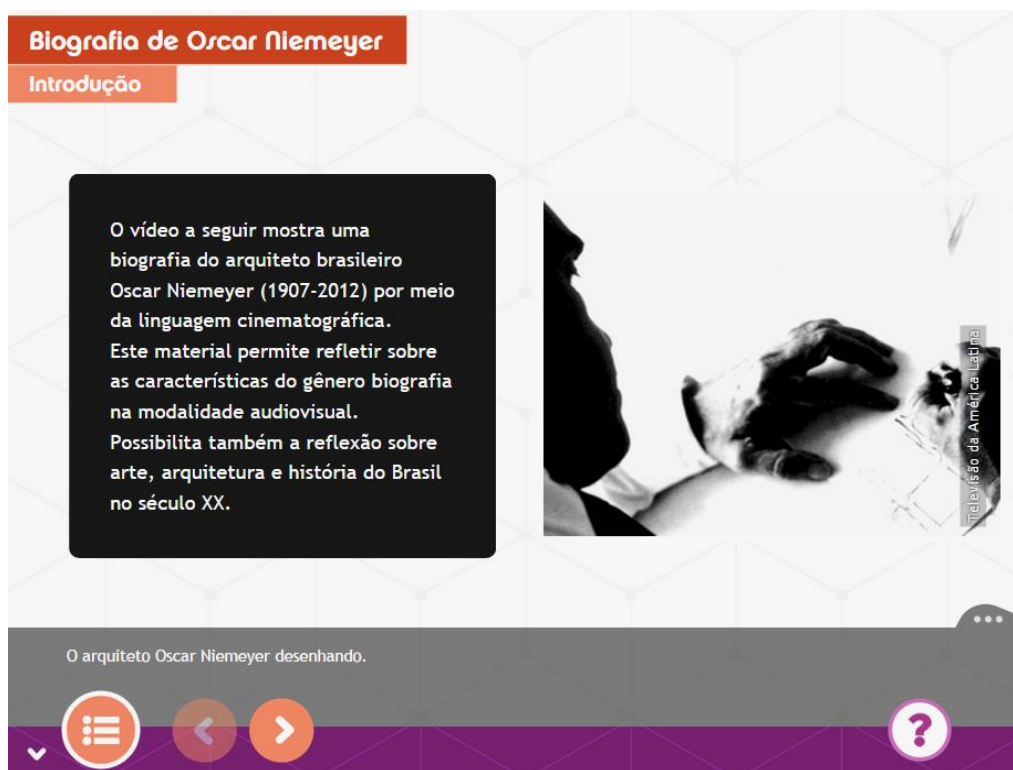 Biografia de Oscar Niemeyer
Introdução
O vídeo a seguir mostra uma
biografia do arquiteto brasileiro
Oscar Niemeyer (1907-2012) por meio
da linguagem cinematográfica.
Este material permite refletir sobre
as características do gênero biografia
na modalidade audiovisual.
Possibilita também a reflexão sobre
arte, arquitetura e história do Brasil
no século XX.
Televisão da América Latina
O arquiteto Oscar Niemeyer desenhando.
?